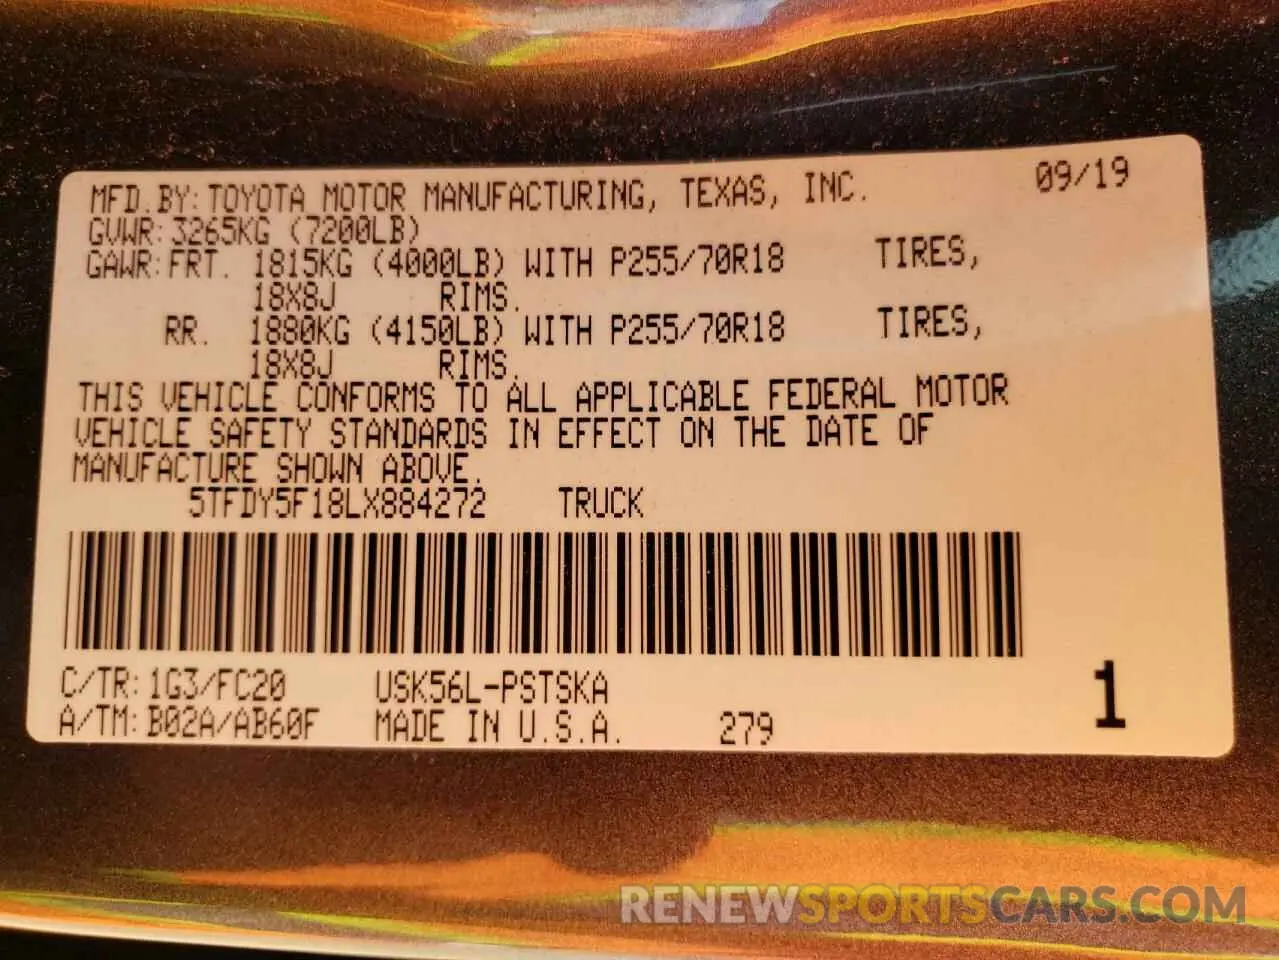 MFD.BY:TOYOTA MOTOR MANUFACTURING, TEXAS, INC. 09/19
GVWR:3265KG (7200LB)
GAWR:FRT. 1815KG (4000LB) WITH P255/70R18 TIRES,
18X8J RIMS.
RR. 1880KG (4150LB) WITH P255/70R18 TIRES,
18X8J RIMS.
THIS VEHICLE CONFORMS TO ALL APPLICABLE FEDERAL MOTOR
VEHICLE SAFETY STANDARDS IN EFFECT ON THE DATE OF
MANUFACTURE SHOWN ABOVE.
5TFDY5F18LX884272 TRUCK
C/TR:1G3/FC20 USK56L-PSTSKA
A/TM:B02A/AB60F MADE IN U.S.A. 279 1
RENEWSPORTSCARS.COM